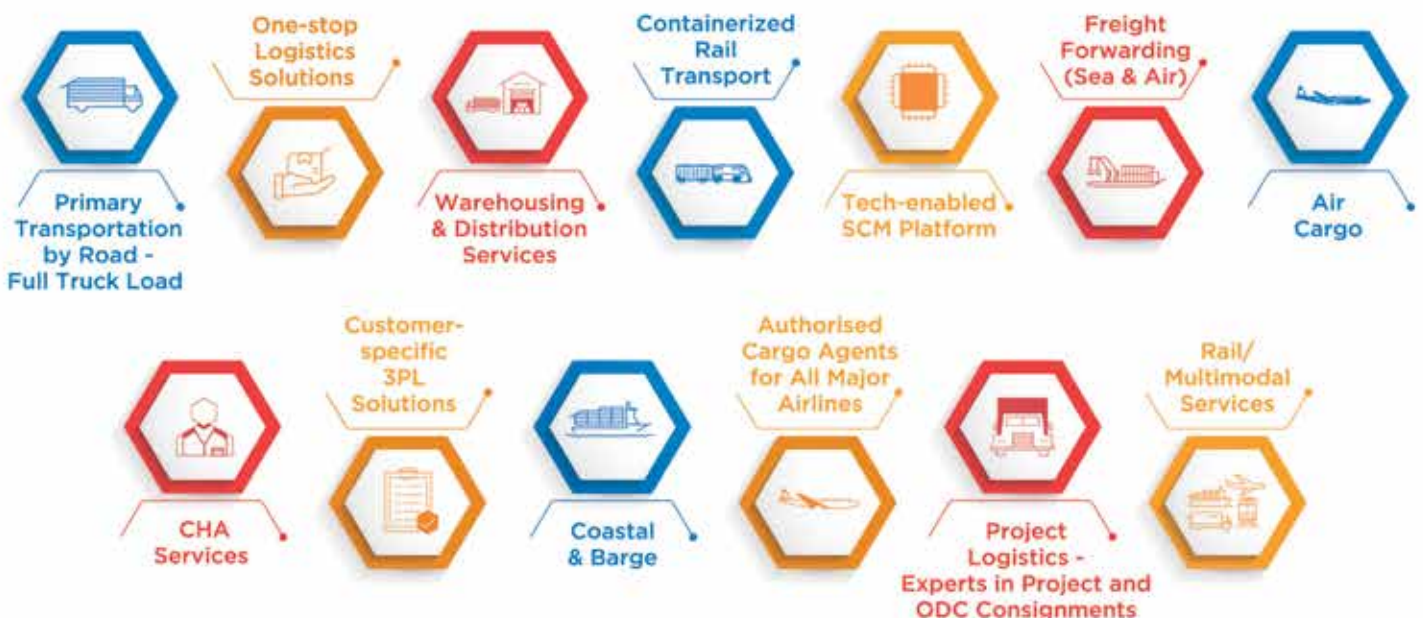 Primary
Transportation
by Road -
Full Truck Load
One-stop
Logistics
Solutions
Warehousing
& Distribution
Services
Containerized
Rail
Transport
Tech-enabled
SCM Platform
Freight
Forwarding
(Sea & Air)
Air
Cargo
CHA
Services
Customer-
specific
3PL
Solutions
Coastal
& Barge
Authorised
Cargo Agents
for All Major
Airlines
Project
Logistics -
Experts in Project and
ODC Consignments
Rail/
Multimodal
Services